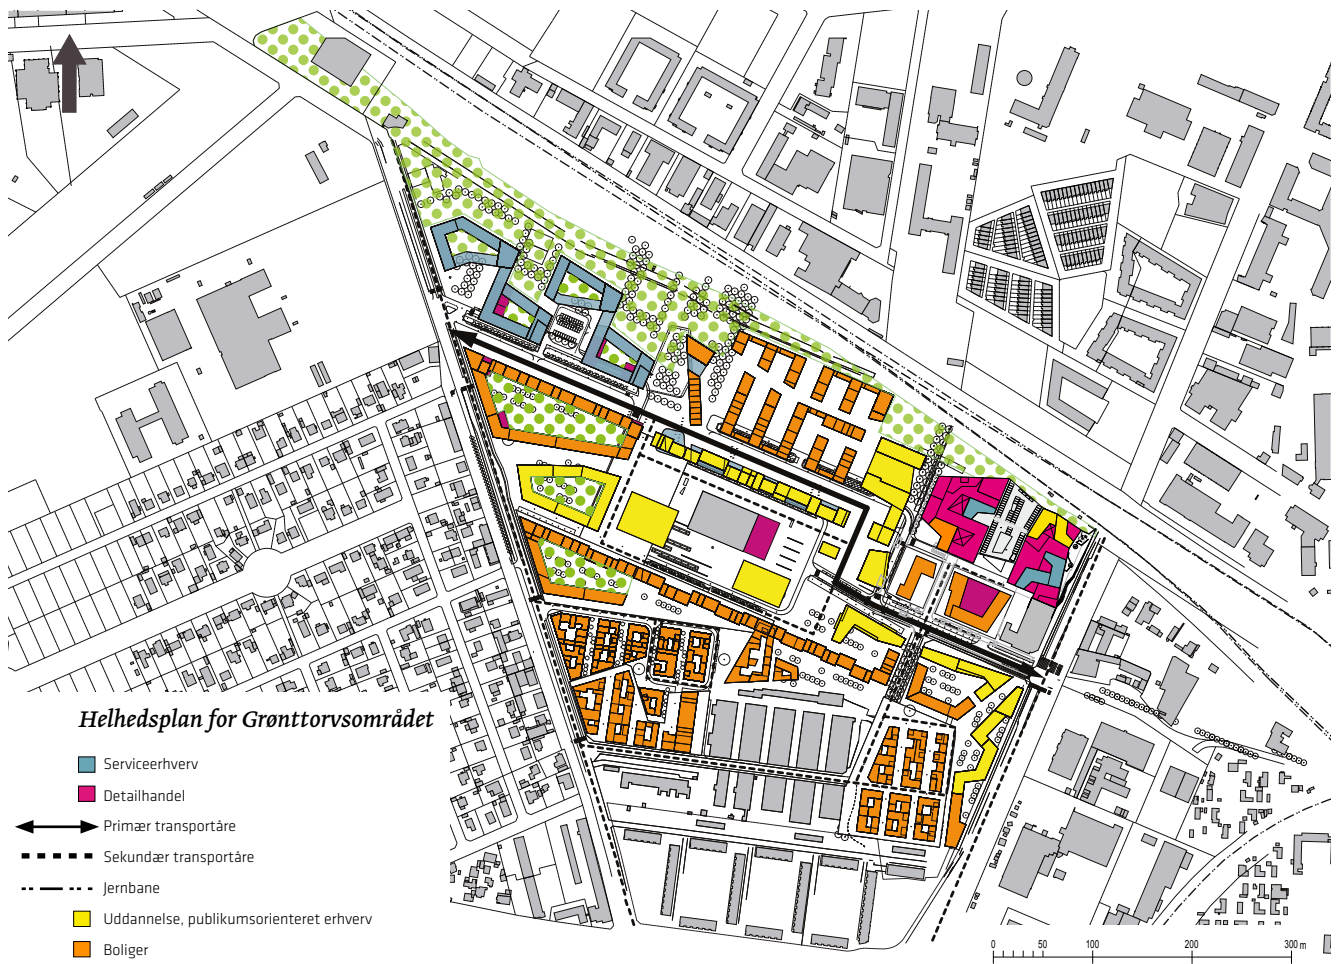 Helhedsplan for Grønttorvsområdet
Serviceerhverv
Detailhandel
Primær transportåre
Sekundær transportåre
Jernbane
Uddannelse, publikumsorienteret erhverv
Boliger
0 50 100 200 300 m